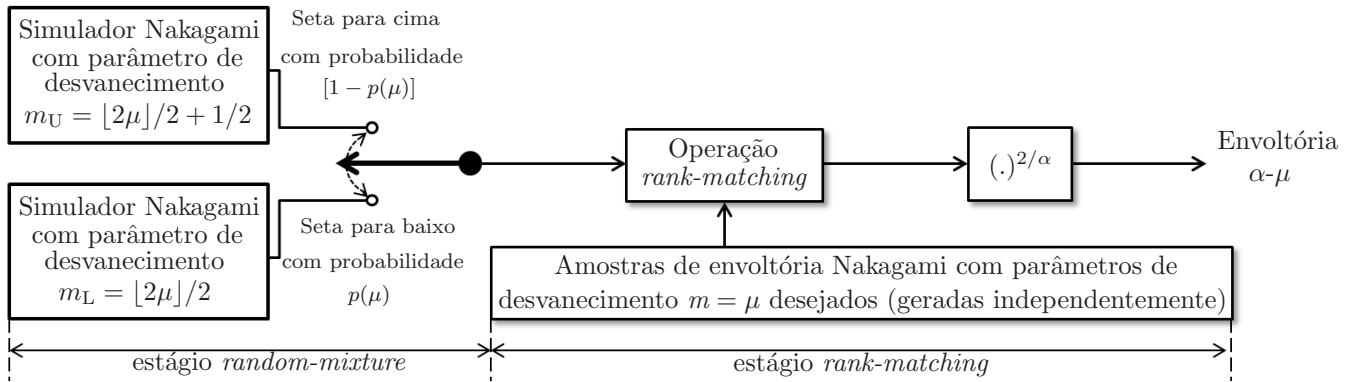 Simulador Nakagami
com parâmetro de
desvanecimento
m_U = ⌊2μ⌋/2 + 1/2
Seta para cima
com probabilidade
[1 − p(μ)]
Simulador Nakagami
com parâmetro de
desvanecimento
m_L = ⌊2μ⌋/2
Seta para baixo
com probabilidade
p(μ)
Operação
rank-matching
(.)^{2/α}
Envoltória
α-μ
Amostras de envoltória Nakagami com parâmetros de
desvanecimento m = μ desejados (geradas independentemente)
estágio random-mixture
estágio rank-matching